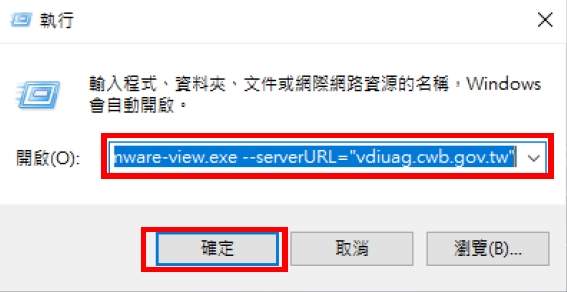 執行
輸入程式、資料夾、文件或網際網路資源的名稱，Windows
會自動開啟。
開啟(O): mware-view.exe --serverURL="vdiuag.cwb.gov.tw"
確定 取消 瀏覽(B)...